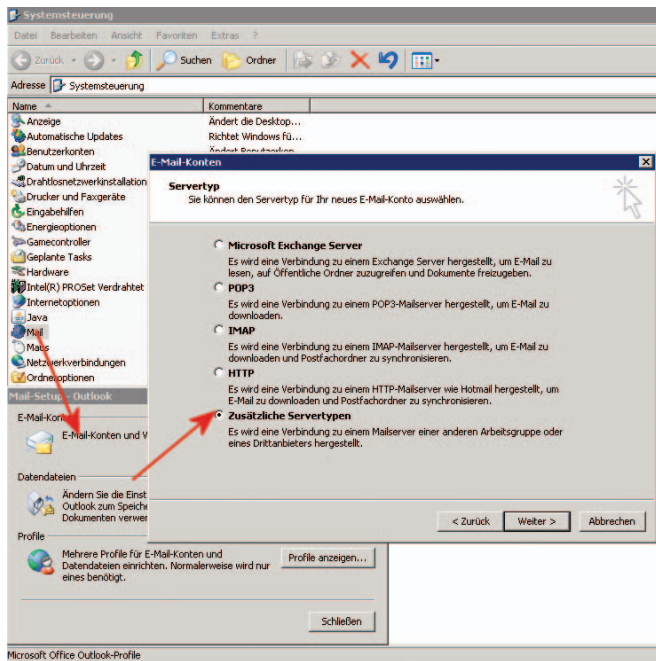 Systemsteuerung
Datei Bearbeiten Ansicht Favoriten Extras ?
Zurück Suchen Ordner
Adresse Systemsteuerung
Name Kommentare
Anzeige Ändert die Desktop...
Automatische Updates Richtet Windows fü...
Benutzerkonten Ändert Benutzerkon
Datum und Uhrzeit
Drahtlosnetzwerkinstallation
Drucker und Faxgeräte
Eingabehilfen
Energieoptionen
Gamecontroller
Geplante Tasks
Hardware
Intel(R) PROSet Verdrahtet
Internetoptionen
Java
Mail
Maus
Netzwerkverbindungen
Ordneroptionen
E-Mail-Konten
Servertyp
Sie können den Servertyp für Ihr neues E-Mail-Konto auswählen.
Microsoft Exchange Server
Es wird eine Verbindung zu einem Exchange Server hergestellt, um E-Mail zu
lesen, auf Öffentliche Ordner zuzugreifen und Dokumente freizugeben.
POP3
Es wird eine Verbindung zu einem POP3-Mailserver hergestellt, um E-Mail zu
downloaden.
IMAP
Es wird eine Verbindung zu einem IMAP-Mailserver hergestellt, um E-Mail zu
downloaden und Postfachordner zu synchronisieren.
HTTP
Es wird eine Verbindung zu einem HTTP-Mailserver wie Hotmail hergestellt, um
E-Mail zu downloaden und Postfachordner zu synchronisieren.
Zusätzliche Servertypen
Es wird eine Verbindung zu einem Mailserver einer anderen Arbeitsgruppe oder
eines Drittanbieters hergestellt.
< Zurück Weiter > Abbrechen
Mail-Setup - Outlook
E-Mail-Konten
E-Mail-Konten und V
Datendateien
Ändern Sie die Einst
Outlook zum Speiche
Dokumenten verwer
Profile
Mehrere Profile für E-Mail-Konten und
Datendateien einrichten. Normalerweise wird nur
eines benötigt.
Profile anzeigen...
Schließen
Microsoft Office Outlook-Profile